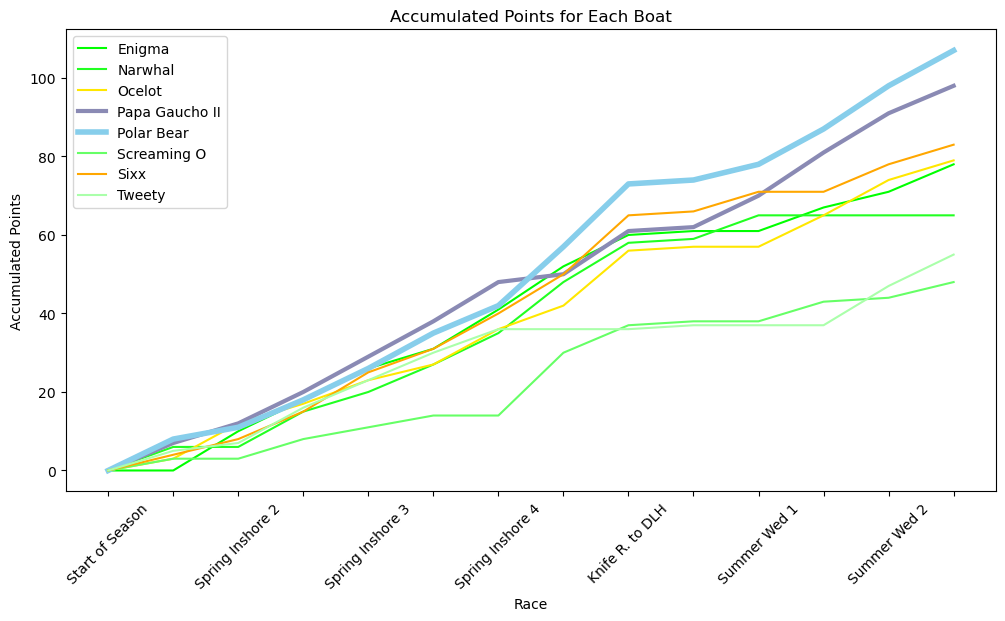 Accumulated Points for Each Boat
Enigma
Narwhal
Ocelot
Papa Gaucho II
Polar Bear
Screaming O
Sixx
Tweety
Accumulated Points
100
80
60
40
20
0
Start of Season
Spring Inshore 2
Spring Inshore 3
Spring Inshore 4
Knife R. to DLH
Summer Wed 1
Summer Wed 2
Race